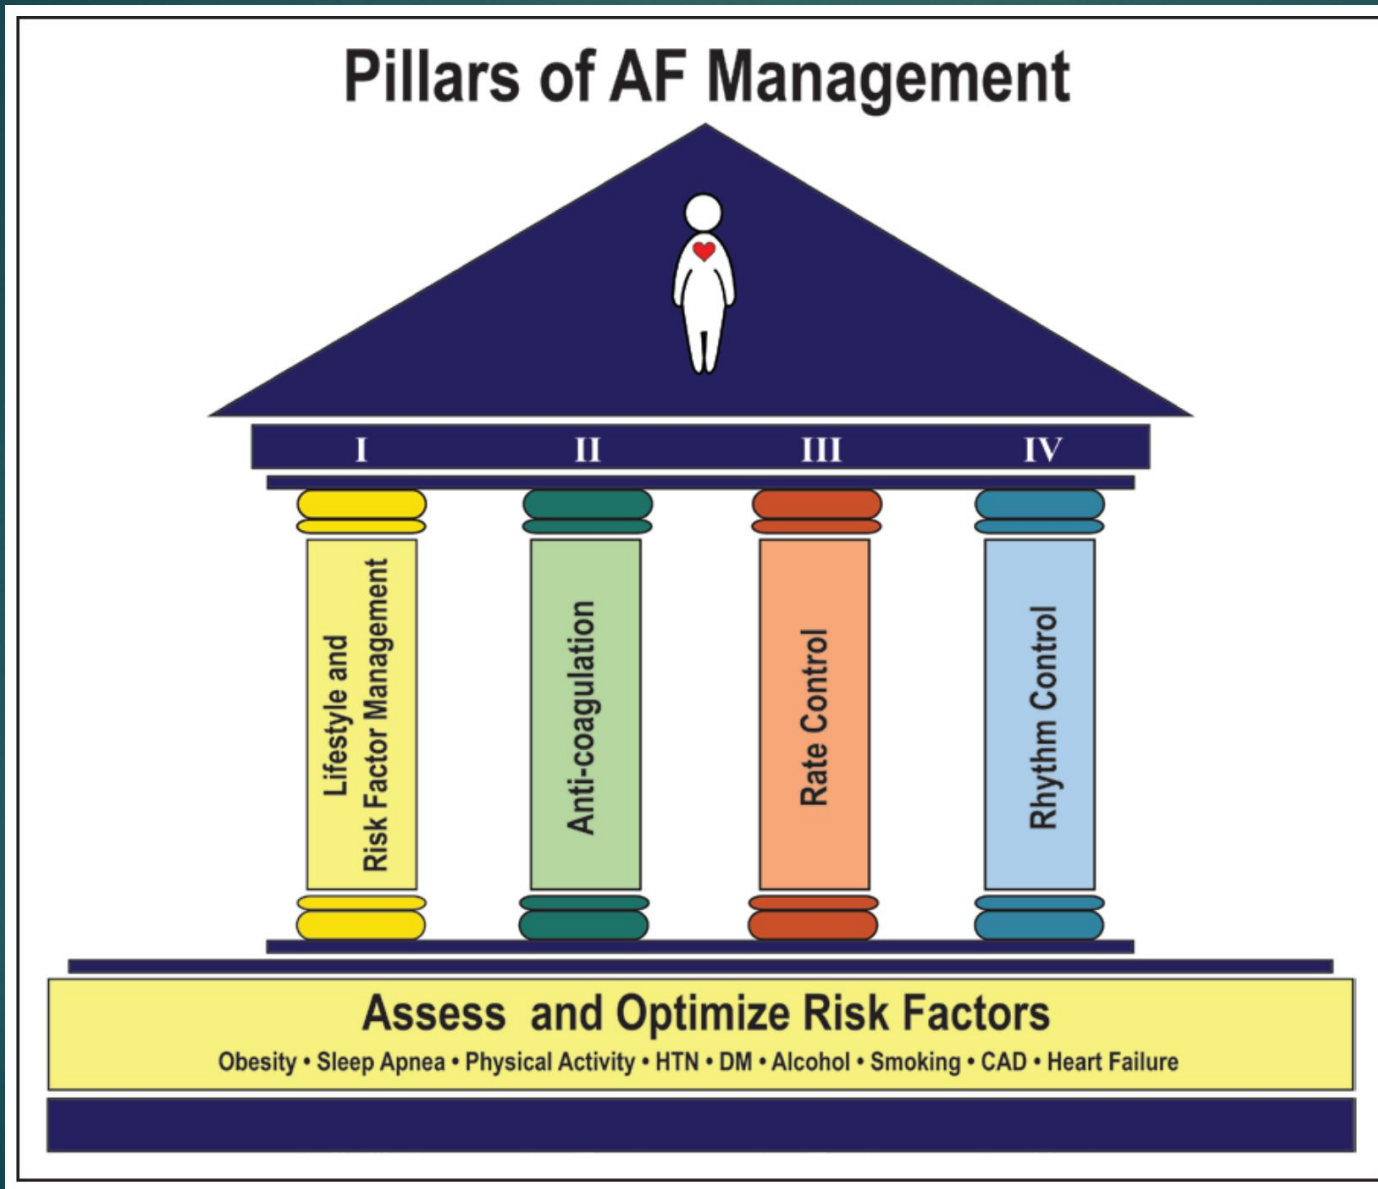 Pillars of AF Management
I II III IV
Lifestyle and
Risk Factor Management
Anti-coagulation
Rate Control
Rhythm Control
Assess and Optimize Risk Factors
Obesity • Sleep Apnea • Physical Activity • HTN • DM • Alcohol • Smoking • CAD • Heart Failure